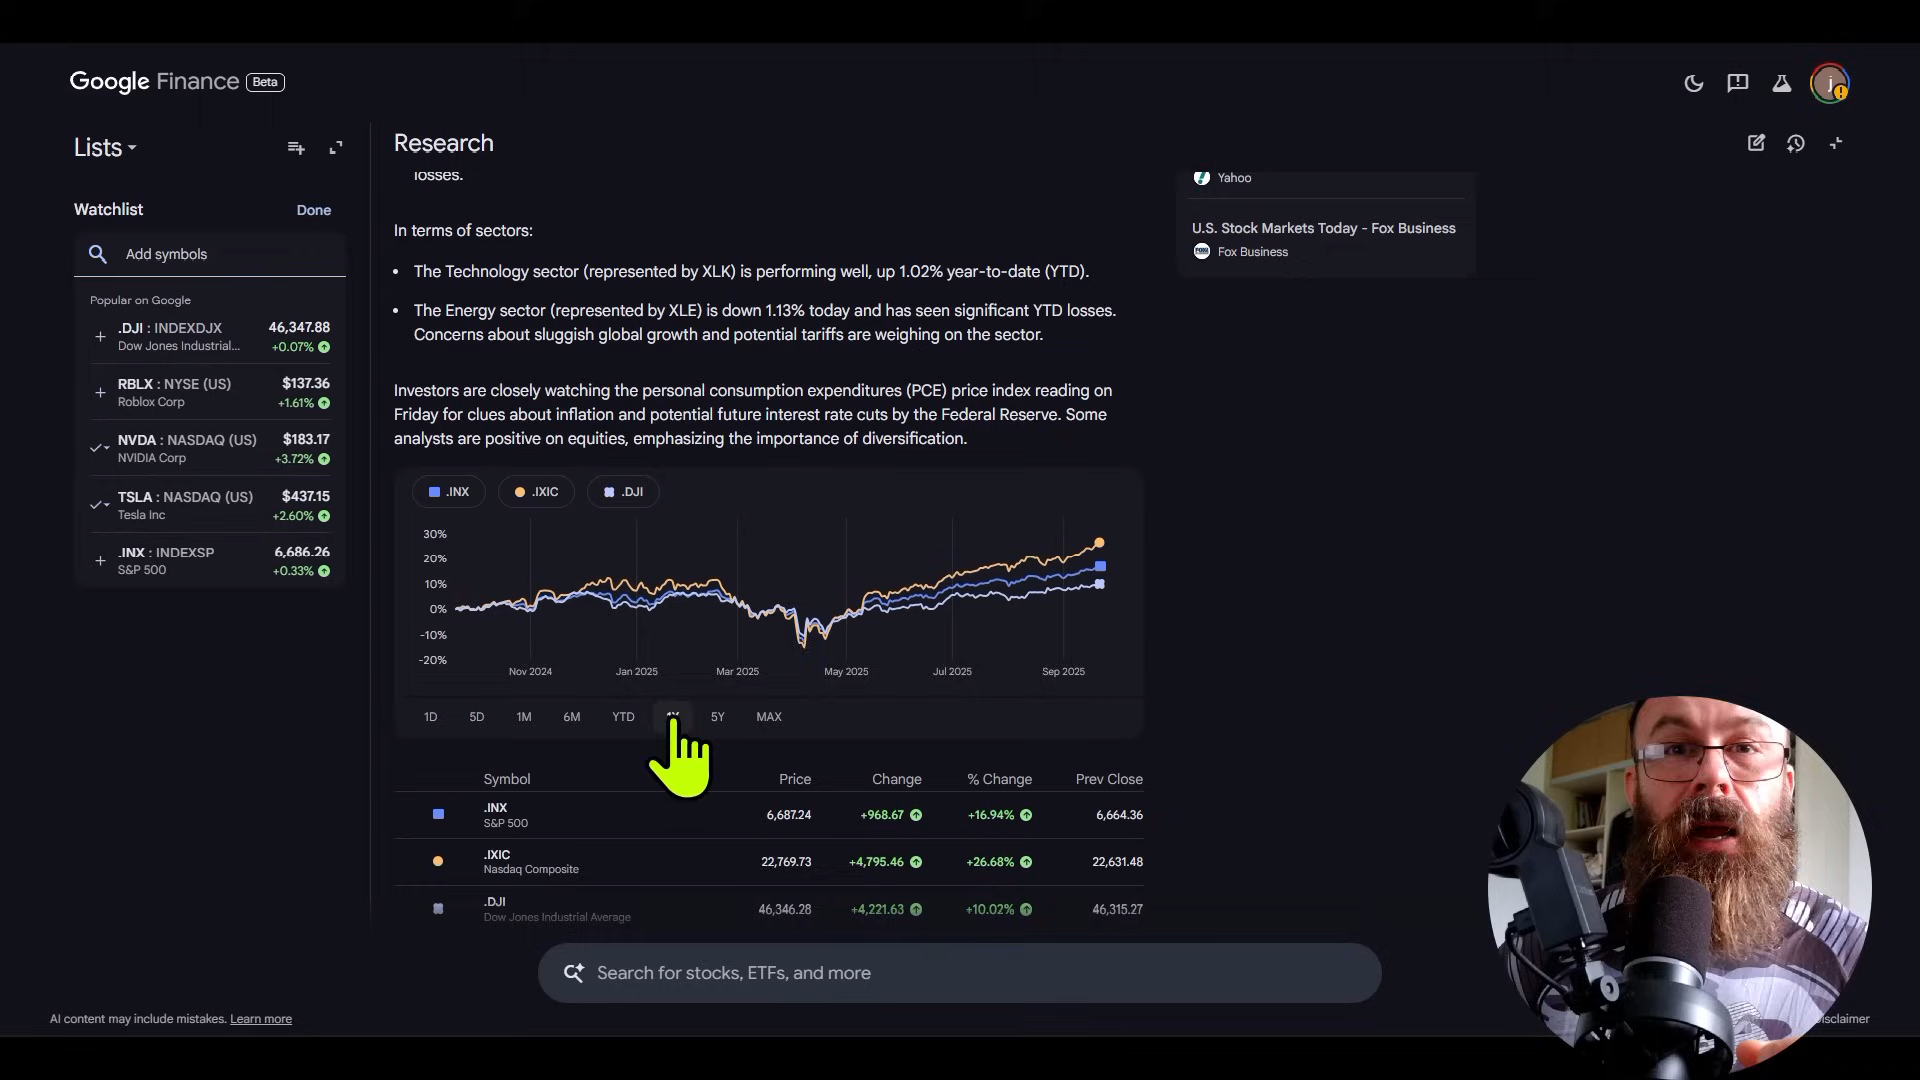 Google Finance Beta
j
Lists
Research
losses.
Yahoo
Watchlist
Done
In terms of sectors:
U.S. Stock Markets Today - Fox Business
Fox Business
Add symbols
• The Technology sector (represented by XLK) is performing well, up 1.02% year-to-date (YTD).
Popular on Google
• The Energy sector (represented by XLE) is down 1.13% today and has seen significant YTD losses.
Concerns about sluggish global growth and potential tariffs are weighing on the sector.
.DJI : INDEXDJX 46,347.88
Dow Jones Industrial... +0.07%
RBLX : NYSE (US) $137.36
Roblox Corp +1.61%
NVDA : NASDAQ (US) $183.17
NVIDIA Corp +3.72%
TSLA : NASDAQ (US) $437.15
Tesla Inc +2.60%
.INX : INDEXSP 6,686.26
S&P 500 +0.33%
Investors are closely watching the personal consumption expenditures (PCE) price index reading on
Friday for clues about inflation and potential future interest rate cuts by the Federal Reserve. Some
analysts are positive on equities, emphasizing the importance of diversification.
.INX .IXIC .DJI
30%
20%
10%
0%
-10%
-20%
Nov 2024 Jan 2025 Mar 2025 May 2025 Jul 2025 Sep 2025
1D 5D 1M 6M YTD 5Y MAX
Symbol Price Change % Change Prev Close
.INX
S&P 500 6,687.24 +968.67 +16.94% 6,664.36
.IXIC
Nasdaq Composite 22,769.73 +4,795.46 +26.68% 22,631.48
.DJI
Dow Jones Industrial Average 46,346.28 +4,221.63 +10.02% 46,315.27
Search for stocks, ETFs, and more
AI content may include mistakes. Learn more